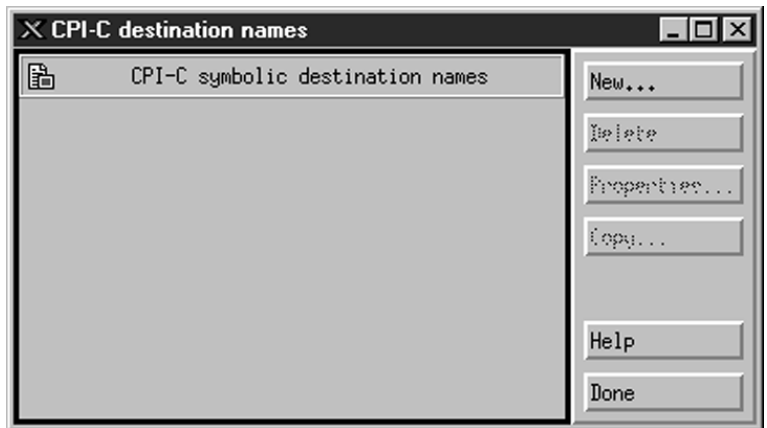 CPI-C destination names
CPI-C symbolic destination names
New...
Delete
Properties...
Copy...
Help
Done